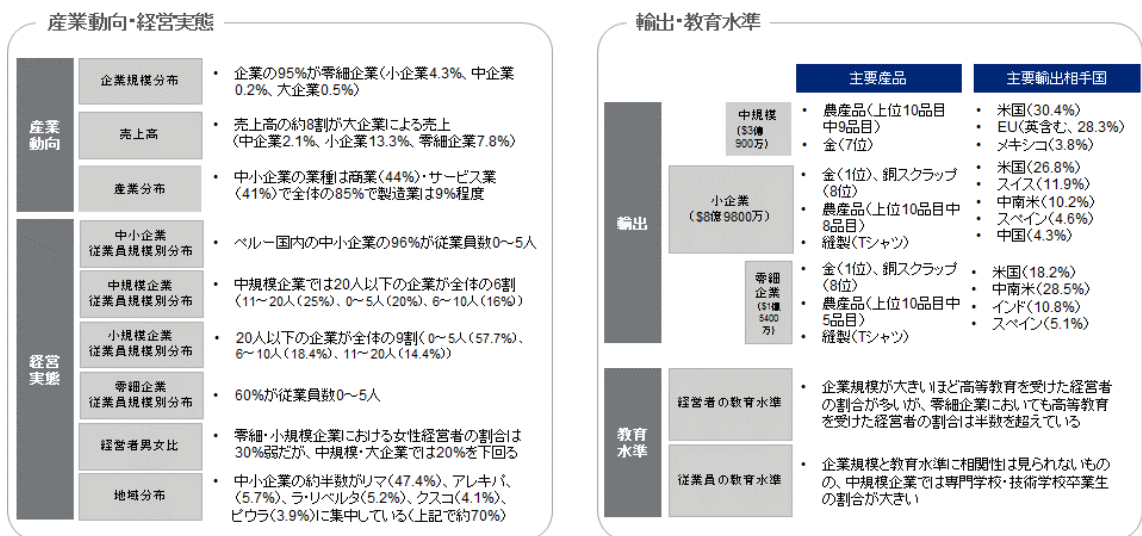 産業動向・経営実態
産業
動向
企業規模分布
• 企業の95%が零細企業(小企業4.3%、中企業
0.2%、大企業0.5%)
売上高
• 売上高の約8割が大企業による売上
(中企業2.1%、小企業13.3%、零細企業7.8%)
産業分布
• 中小企業の業種は商業(44%)・サービス業
(41%)で全体の85%で製造業は9%程度
経営
実態
中小企業
従業員規模別分布
• ペルー国内の中小企業の96%が従業員数0～5人
中規模企業
従業員規模別分布
• 中規模企業では20人以下の企業が全体の6割
(11～20人(25%)、0～5人(20%)、6～10人(16%))
小規模企業
従業員規模別分布
• 20人以下の企業が全体の9割(0～5人(57.7%)、
6～10人(18.4%)、11～20人(14.4%))
零細企業
従業員規模別分布
• 60%が従業員数0～5人
経営者男女比
• 零細・小規模企業における女性経営者の割合は
30%弱だが、中規模・大企業では20%を下回る
地域分布
• 中小企業の約半数がリマ(47.4%)、アレキパ、
(5.7%)、ラ・リベルタ(5.2%)、クスコ(4.1%)、
ピウラ(3.9%)に集中している(上記で約70%)
輸出・教育水準
主要産品
主要輸出相手国
輸出
中規模
($3億
900万)
• 農産品(上位10品目
中9品目)
• 金(7位)
• 米国(30.4%)
• EU(英含む、28.3%)
• メキシコ(3.8%)
小企業
($8億9800万)
• 金(1位)、銅スクラップ
(8位)
• 農産品(上位10品目中
8品目)
• 縫製(Tシャツ)
• 米国(26.8%)
• スイス(11.9%)
• 中南米(10.2%)
• スペイン(4.6%)
• 中国(4.3%)
零細
企業
($1億
5400
万)
• 金(1位)、銅スクラップ
(8位)
• 農産品(上位10品目中
5品目)
• 縫製(Tシャツ)
• 米国(18.2%)
• 中南米(28.5%)
• インド(10.8%)
• スペイン(5.1%)
教育
水準
経営者の教育水準
• 企業規模が大きいほど高等教育を受けた経営者
の割合が多いが、零細企業においても高等教育
を受けた経営者の割合は半数を超えている
従業員の教育水準
• 企業規模と教育水準に相関性は見られないもの
の、中規模企業では専門学校・技術学校卒業生
の割合が大きい